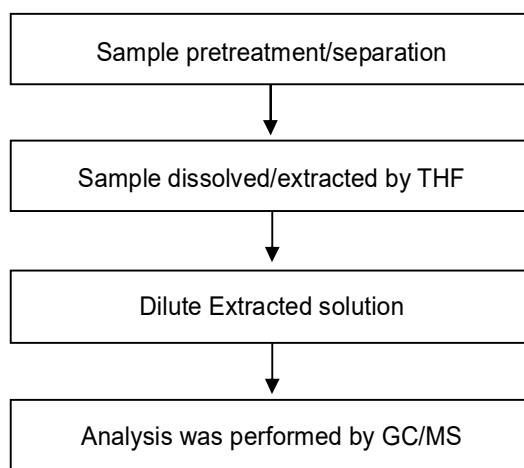 Sample pretreatment/separation
Sample dissolved/extracted by THF
Dilute Extracted solution
Analysis was performed by GC/MS